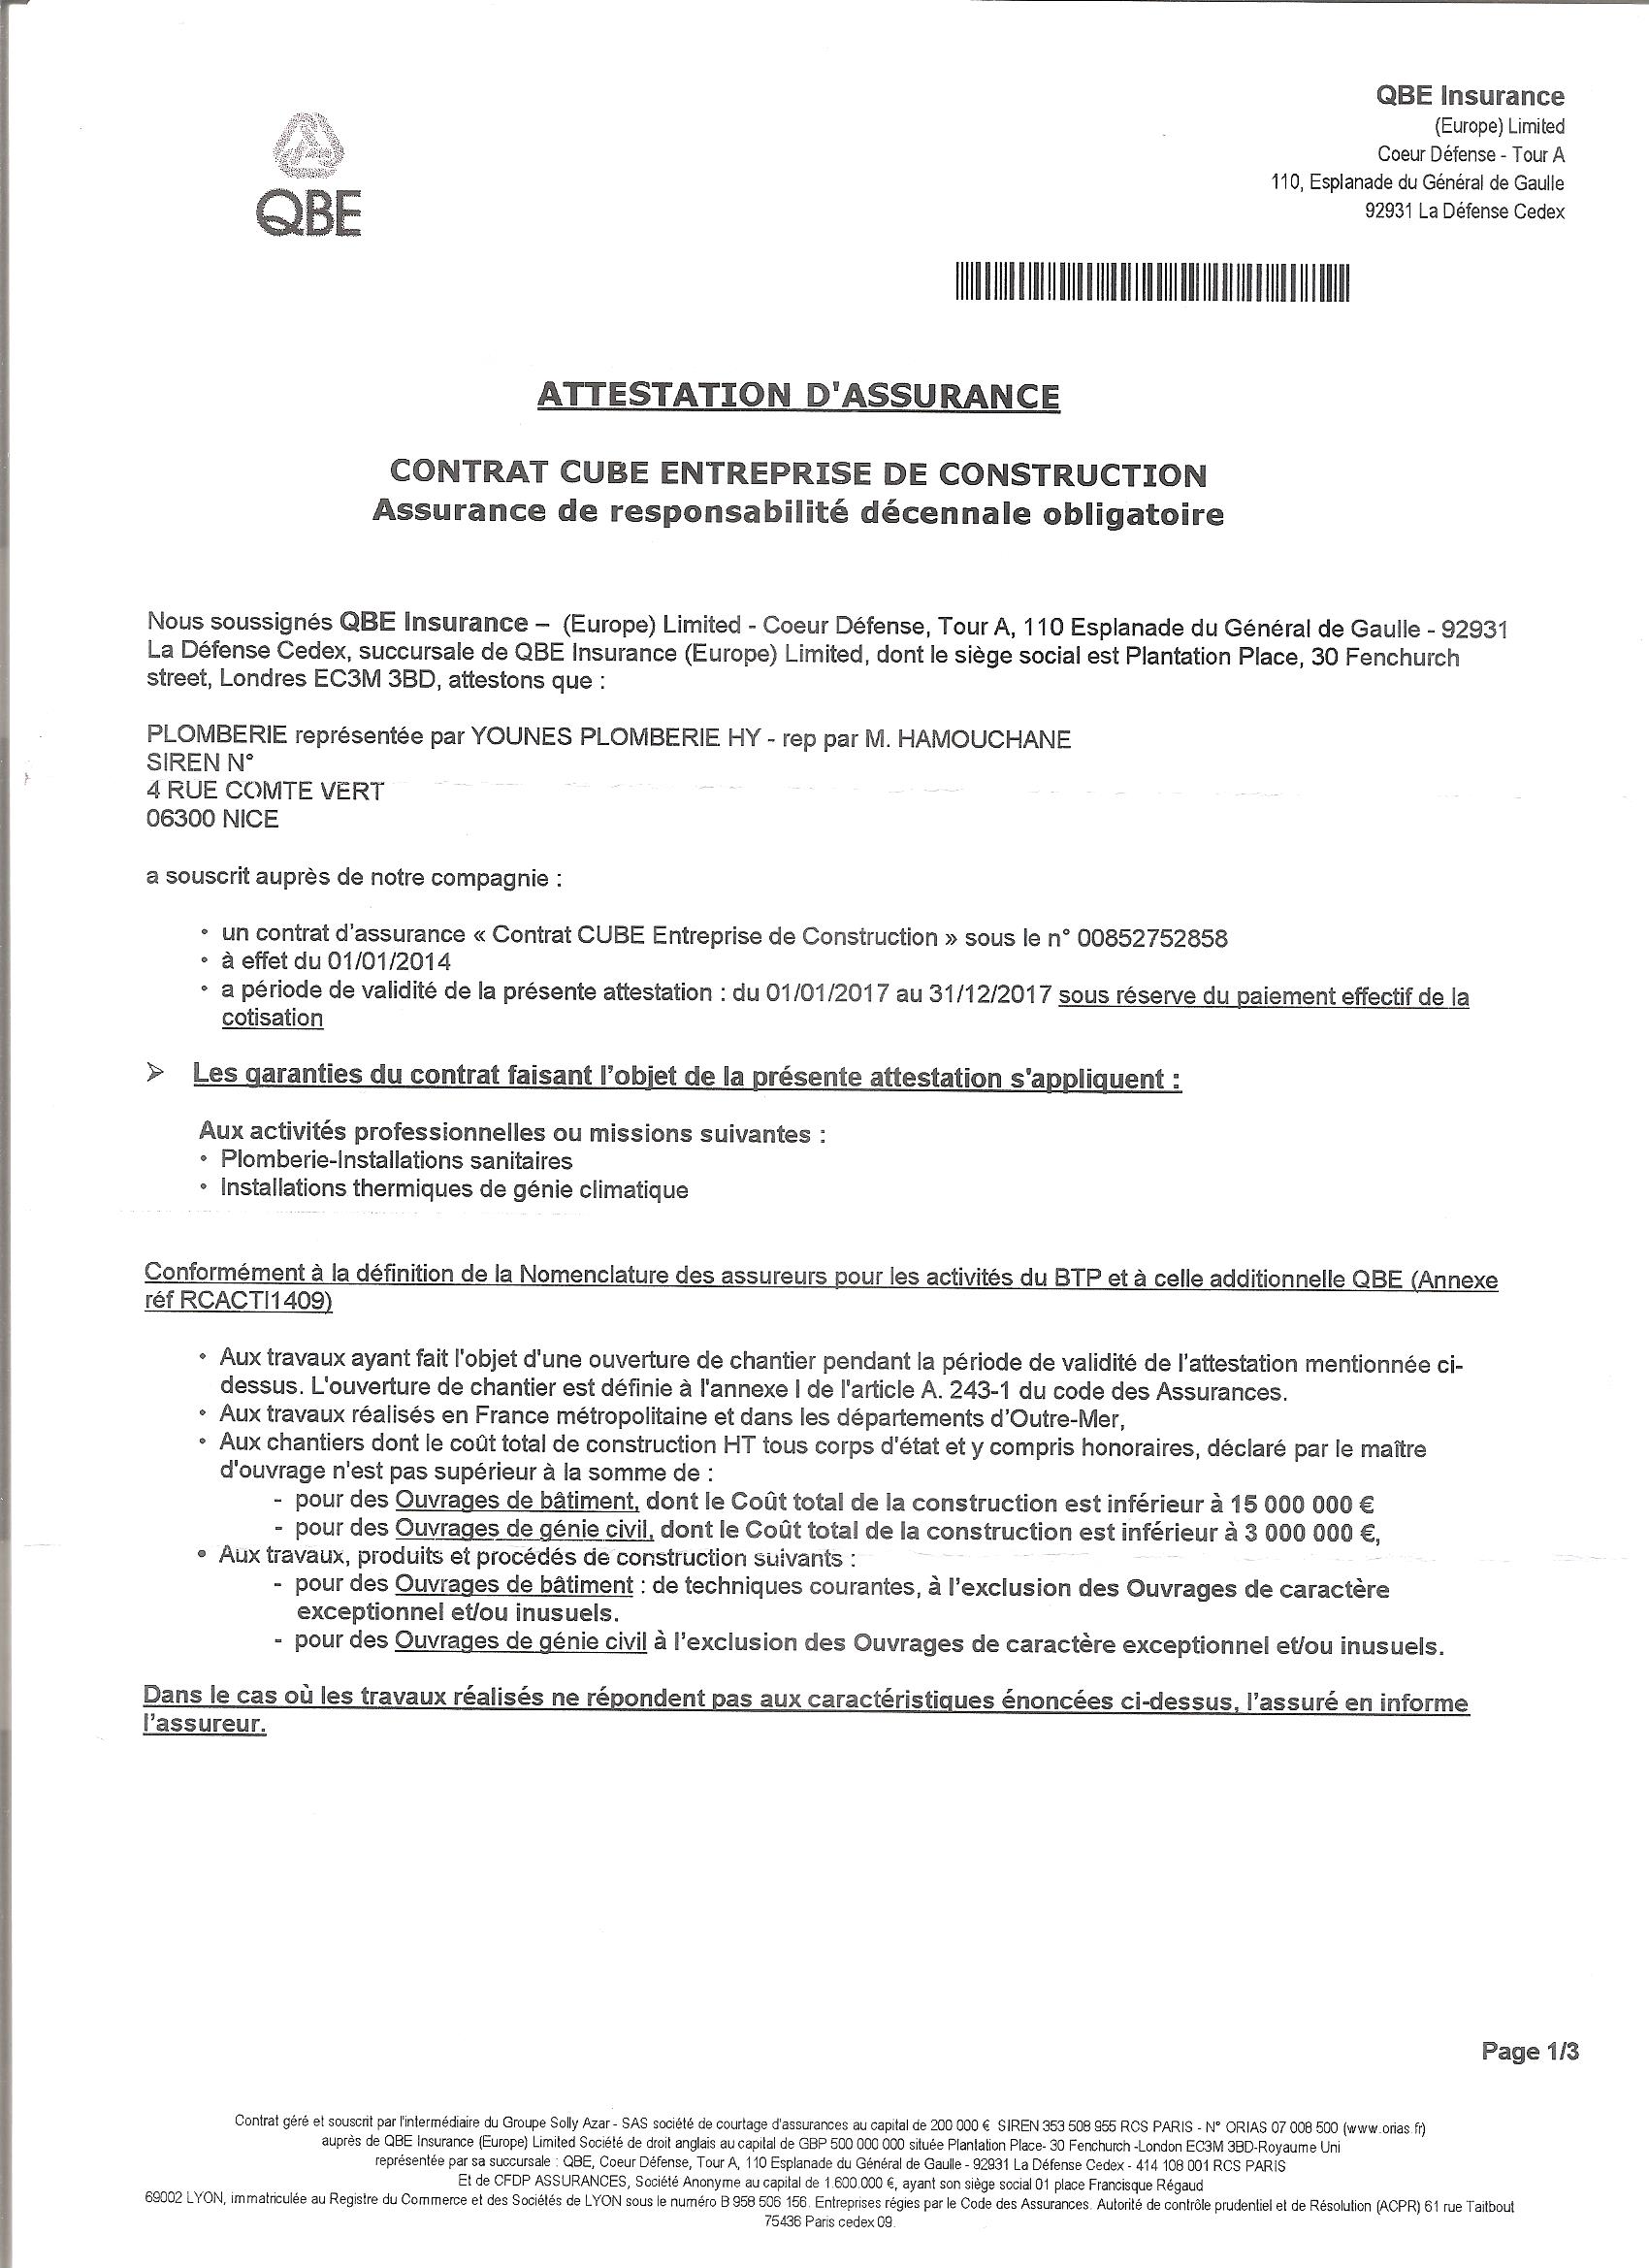 QBE Insurance
(Europe) Limited
Coeur Défense - Tour A
110, Esplanade du Général de Gaulle
92931 La Défense Cedex
QBE
ATTESTATION D'ASSURANCE
CONTRAT CUBE ENTREPRISE DE CONSTRUCTION
Assurance de responsabilité décennale obligatoire
Nous soussignés QBE Insurance – (Europe) Limited - Coeur Défense, Tour A, 110 Esplanade du Général de Gaulle - 92931
La Défense Cedex, succursale de QBE Insurance (Europe) Limited, dont le siège social est Plantation Place, 30 Fenchurch
street, Londres EC3M 3BD, attestons que :
PLOMBERIE représentée par YOUNES PLOMBERIE HY - rep par M. HAMOUCHANE
SIREN N°
4 RUE COMTE VERT
06300 NICE
a souscrit auprès de notre compagnie :
• un contrat d'assurance « Contrat CUBE Entreprise de Construction » sous le n° 00852752858
• à effet du 01/01/2014
• a période de validité de la présente attestation : du 01/01/2017 au 31/12/2017 sous réserve du paiement effectif de la
cotisation
➢ Les garanties du contrat faisant l'objet de la présente attestation s'appliquent :
Aux activités professionnelles ou missions suivantes :
• Plomberie-Installations sanitaires
• Installations thermiques de génie climatique
Conformément à la définition de la Nomenclature des assureurs pour les activités du BTP et à celle additionnelle QBE (Annexe
réf RCACTI1409)
• Aux travaux ayant fait l'objet d'une ouverture de chantier pendant la période de validité de l'attestation mentionnée ci-
dessus. L'ouverture de chantier est définie à l'annexe I de l'article A. 243-1 du code des Assurances.
• Aux travaux réalisés en France métropolitaine et dans les départements d'Outre-Mer,
• Aux chantiers dont le coût total de construction HT tous corps d'état et y compris honoraires, déclaré par le maître
d'ouvrage n'est pas supérieur à la somme de :
- pour des Ouvrages de bâtiment, dont le Coût total de la construction est inférieur à 15 000 000 €
- pour des Ouvrages de génie civil, dont le Coût total de la construction est inférieur à 3 000 000 €,
• Aux travaux, produits et procédés de construction suivants :
- pour des Ouvrages de bâtiment : de techniques courantes, à l'exclusion des Ouvrages de caractère
exceptionnel et/ou inusuels.
- pour des Ouvrages de génie civil à l'exclusion des Ouvrages de caractère exceptionnel et/ou inusuels.
Dans le cas où les travaux réalisés ne répondent pas aux caractéristiques énoncées ci-dessus, l'assuré en informe
l'assureur.
Page 1/3
Contrat géré et souscrit par l'intermédiaire du Groupe Solly Azar - SAS société de courtage d'assurances au capital de 200 000 € SIREN 353 508 955 RCS PARIS - N° ORIAS 07 008 500 (www.orias.fr)
auprès de QBE Insurance (Europe) Limited Société de droit anglais au capital de GBP 500 000 000 située Plantation Place- 30 Fenchurch -London EC3M 3BD-Royaume Uni
représentée par sa succursale : QBE, Coeur Défense, Tour A, 110 Esplanade du Général de Gaulle - 92931 La Défense Cedex - 414 108 001 RCS PARIS
Et de CFDP ASSURANCES, Société Anonyme au capital de 1.600.000 €, ayant son siège social 01 place Francisque Régaud
69002 LYON, immatriculée au Registre du Commerce et des Sociétés de LYON sous le numéro B 958 506 156. Entreprises régies par le Code des Assurances. Autorité de contrôle prudentiel et de Résolution (ACPR) 61 rue Taitbout
75436 Paris cedex 09.